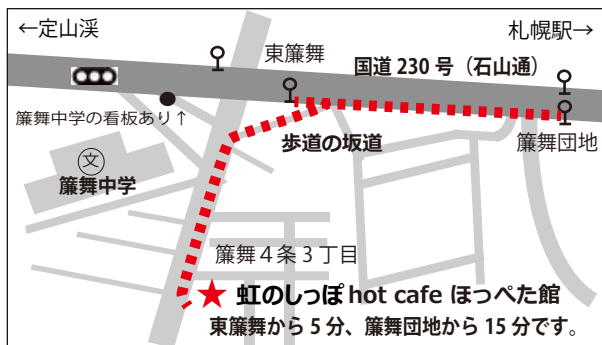 ←定山渓
札幌駅→
東簾舞
国道 230 号（石山通）
簾舞中学の看板あり↑
歩道の坂道
簾舞団地
文
簾舞中学
簾舞４条３丁目
★ 虹のしっぽ hot cafe ほっぺた館
東簾舞から 5 分、簾舞団地から 15 分です。